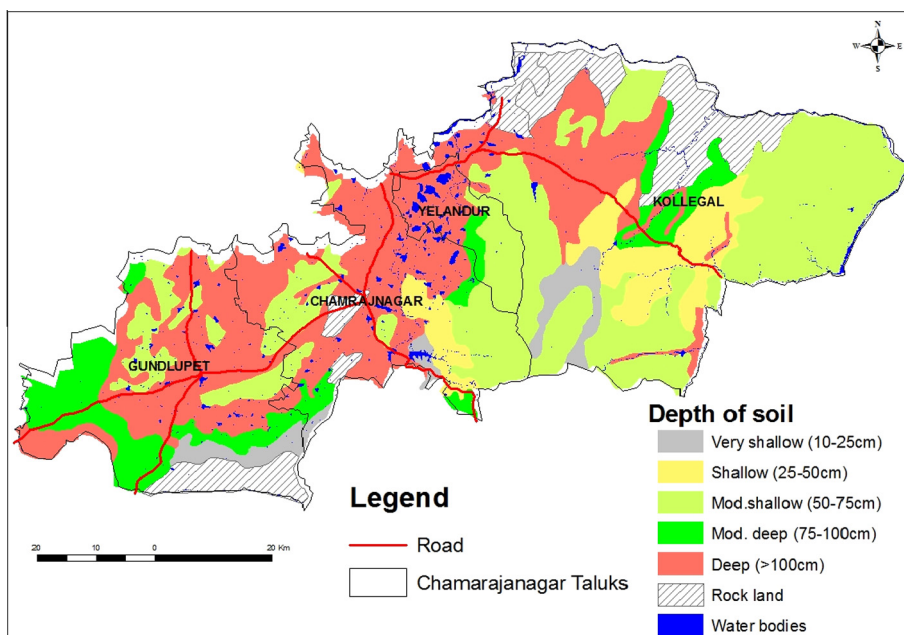 N
W E
S
YELANDUR
KOLLEGAL
CHAMRAJNAGAR
GUNDLUPET
Depth of soil
Very shallow (10-25cm)
Shallow (25-50cm)
Mod.shallow (50-75cm)
Mod. deep (75-100cm)
Deep (>100cm)
Rock land
Water bodies
Legend
Road
Chamarajanagar Taluks
20 10 0 20 Km